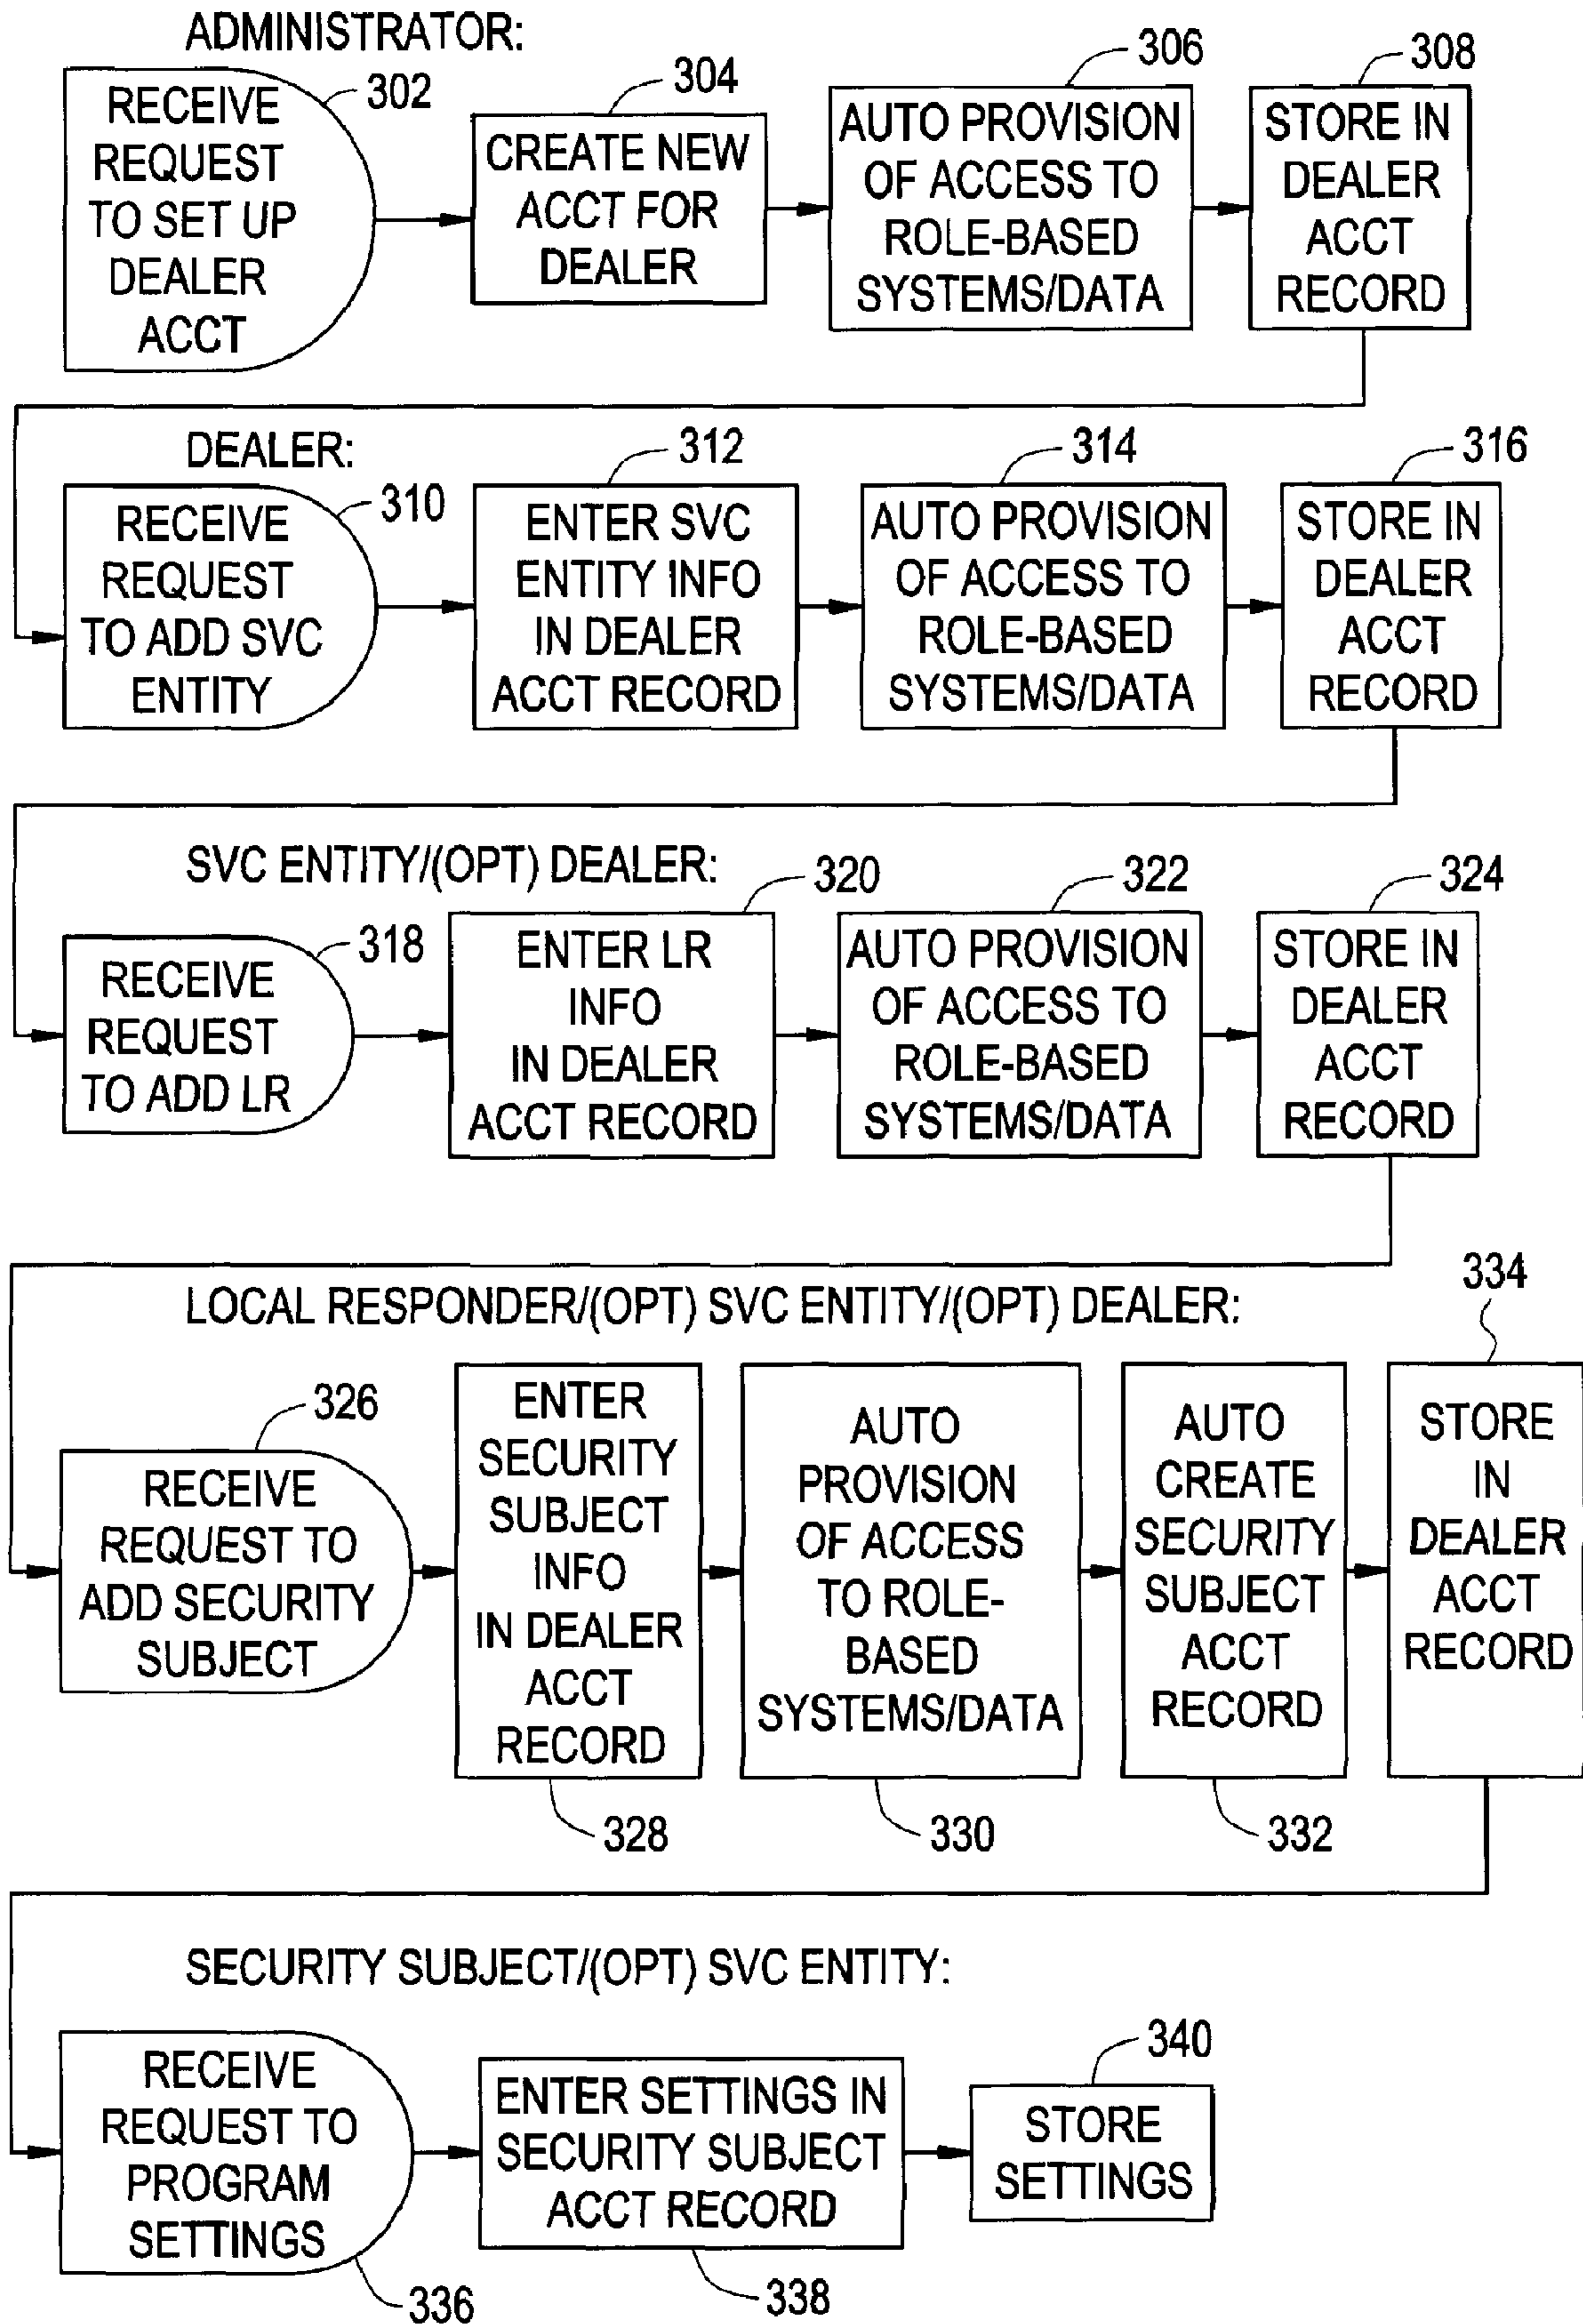 ADMINISTRATOR:
302
RECEIVE
REQUEST
TO SET UP
DEALER
ACCT
304
CREATE NEW
ACCT FOR
DEALER
306
AUTO PROVISION
OF ACCESS TO
ROLE-BASED
SYSTEMS/DATA
308
STORE IN
DEALER
ACCT
RECORD
DEALER:
310
RECEIVE
REQUEST
TO ADD SVC
ENTITY
312
ENTER SVC
ENTITY INFO
IN DEALER
ACCT RECORD
314
AUTO PROVISION
OF ACCESS TO
ROLE-BASED
SYSTEMS/DATA
316
STORE IN
DEALER
ACCT
RECORD
SVC ENTITY/(OPT) DEALER:
318
RECEIVE
REQUEST
TO ADD LR
320
ENTER LR
INFO
IN DEALER
ACCT RECORD
322
AUTO PROVISION
OF ACCESS TO
ROLE-BASED
SYSTEMS/DATA
324
STORE IN
DEALER
ACCT
RECORD
LOCAL RESPONDER/(OPT) SVC ENTITY/(OPT) DEALER:
326
RECEIVE
REQUEST TO
ADD SECURITY
SUBJECT
ENTER
SECURITY
SUBJECT
INFO
IN DEALER
ACCT
RECORD
328
AUTO
PROVISION
OF ACCESS
TO ROLE-
BASED
SYSTEMS/DATA
330
AUTO
CREATE
SECURITY
SUBJECT
ACCT
RECORD
332
334
STORE
IN
DEALER
ACCT
RECORD
SECURITY SUBJECT/(OPT) SVC ENTITY:
RECEIVE
REQUEST TO
PROGRAM
SETTINGS
336
ENTER SETTINGS IN
SECURITY SUBJECT
ACCT RECORD
338
340
STORE
SETTINGS